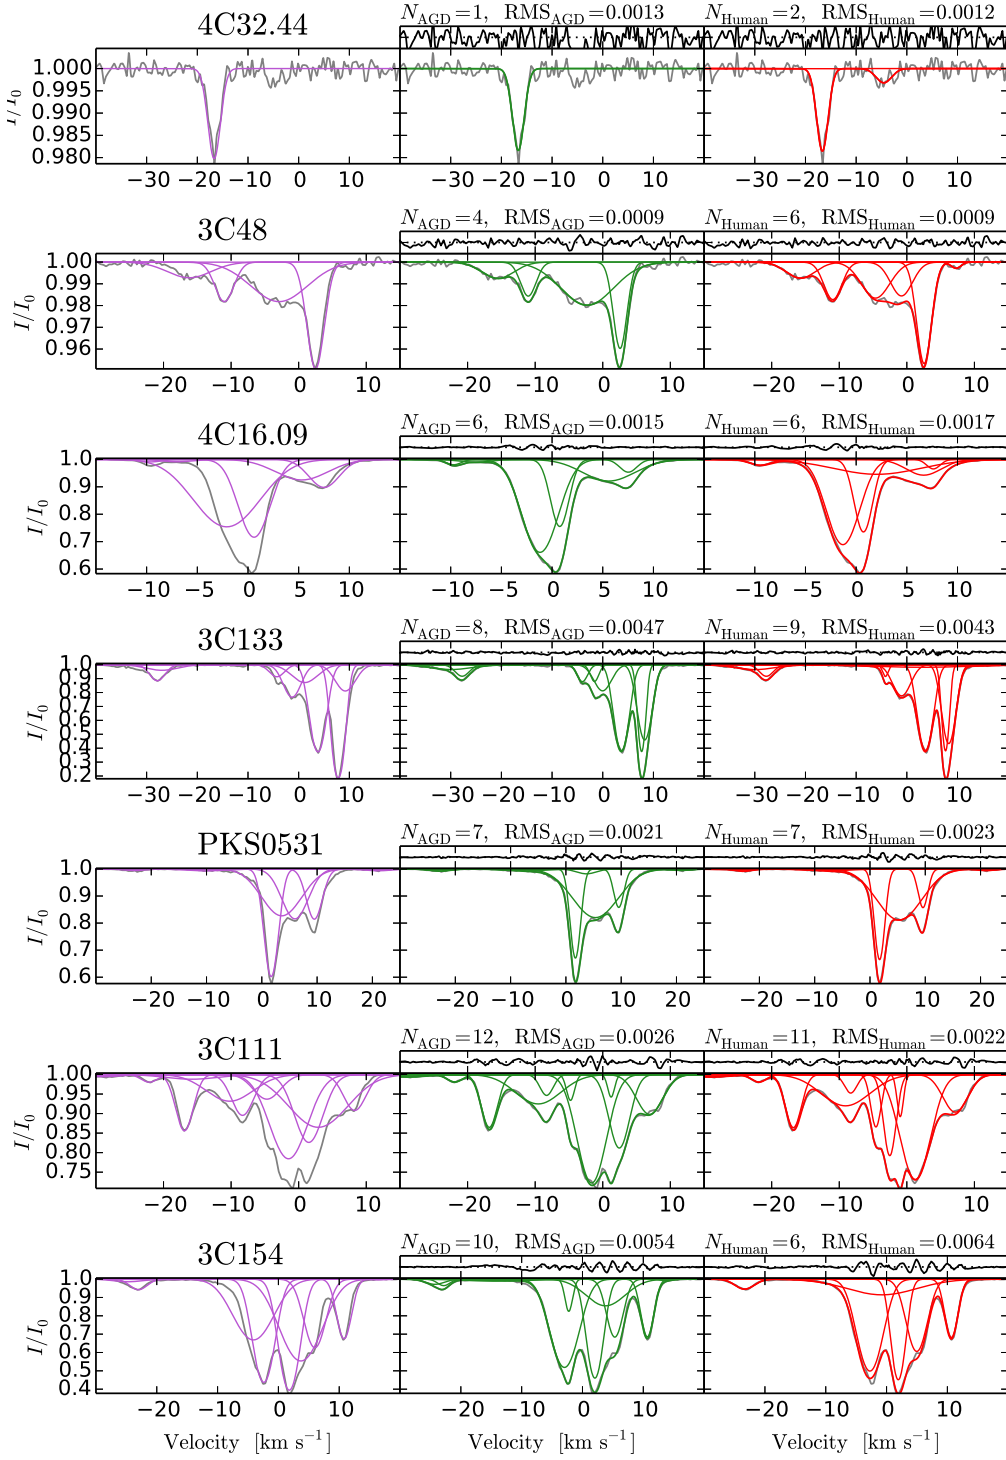 4C32.44 N_AGD=1, RMS_AGD=0.0013 N_Human=2, RMS_Human=0.0012
1.000
0.995
0.990
0.985
0.980
I/I_0
−30 −20 −10 0 10 −30 −20 −10 0 10 −30 −20 −10 0 10
3C48 N_AGD=4, RMS_AGD=0.0009 N_Human=6, RMS_Human=0.0009
1.00
0.99
0.98
0.97
0.96
I/I_0
−20 −10 0 10 −20 −10 0 10 −20 −10 0 10
4C16.09 N_AGD=6, RMS_AGD=0.0015 N_Human=6, RMS_Human=0.0017
1.0
0.9
0.8
0.7
0.6
I/I_0
−10 −5 0 5 10 −10 −5 0 5 10 −10 −5 0 5 10
3C133 N_AGD=8, RMS_AGD=0.0047 N_Human=9, RMS_Human=0.0043
1.0
0.9
0.8
0.7
0.6
0.5
0.4
0.3
0.2
I/I_0
−30 −20 −10 0 10 −30 −20 −10 0 10 −30 −20 −10 0 10
PKS0531 N_AGD=7, RMS_AGD=0.0021 N_Human=7, RMS_Human=0.0023
1.0
0.9
0.8
0.7
0.6
I/I_0
−20 −10 0 10 20 −20 −10 0 10 20 −20 −10 0 10 20
3C111 N_AGD=12, RMS_AGD=0.0026 N_Human=11, RMS_Human=0.0022
1.00
0.95
0.90
0.85
0.80
0.75
I/I_0
−20 −10 0 10 −20 −10 0 10 −20 −10 0 10
3C154 N_AGD=10, RMS_AGD=0.0054 N_Human=6, RMS_Human=0.0064
1.0
0.9
0.8
0.7
0.6
0.5
0.4
I/I_0
−20 −10 0 10 −20 −10 0 10 −20 −10 0 10
Velocity [km s⁻¹] Velocity [km s⁻¹] Velocity [km s⁻¹]